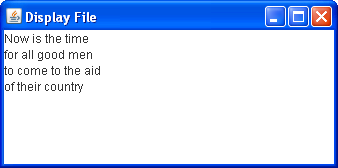 Display File
Now is the time
for all good men
to come to the aid
of their country